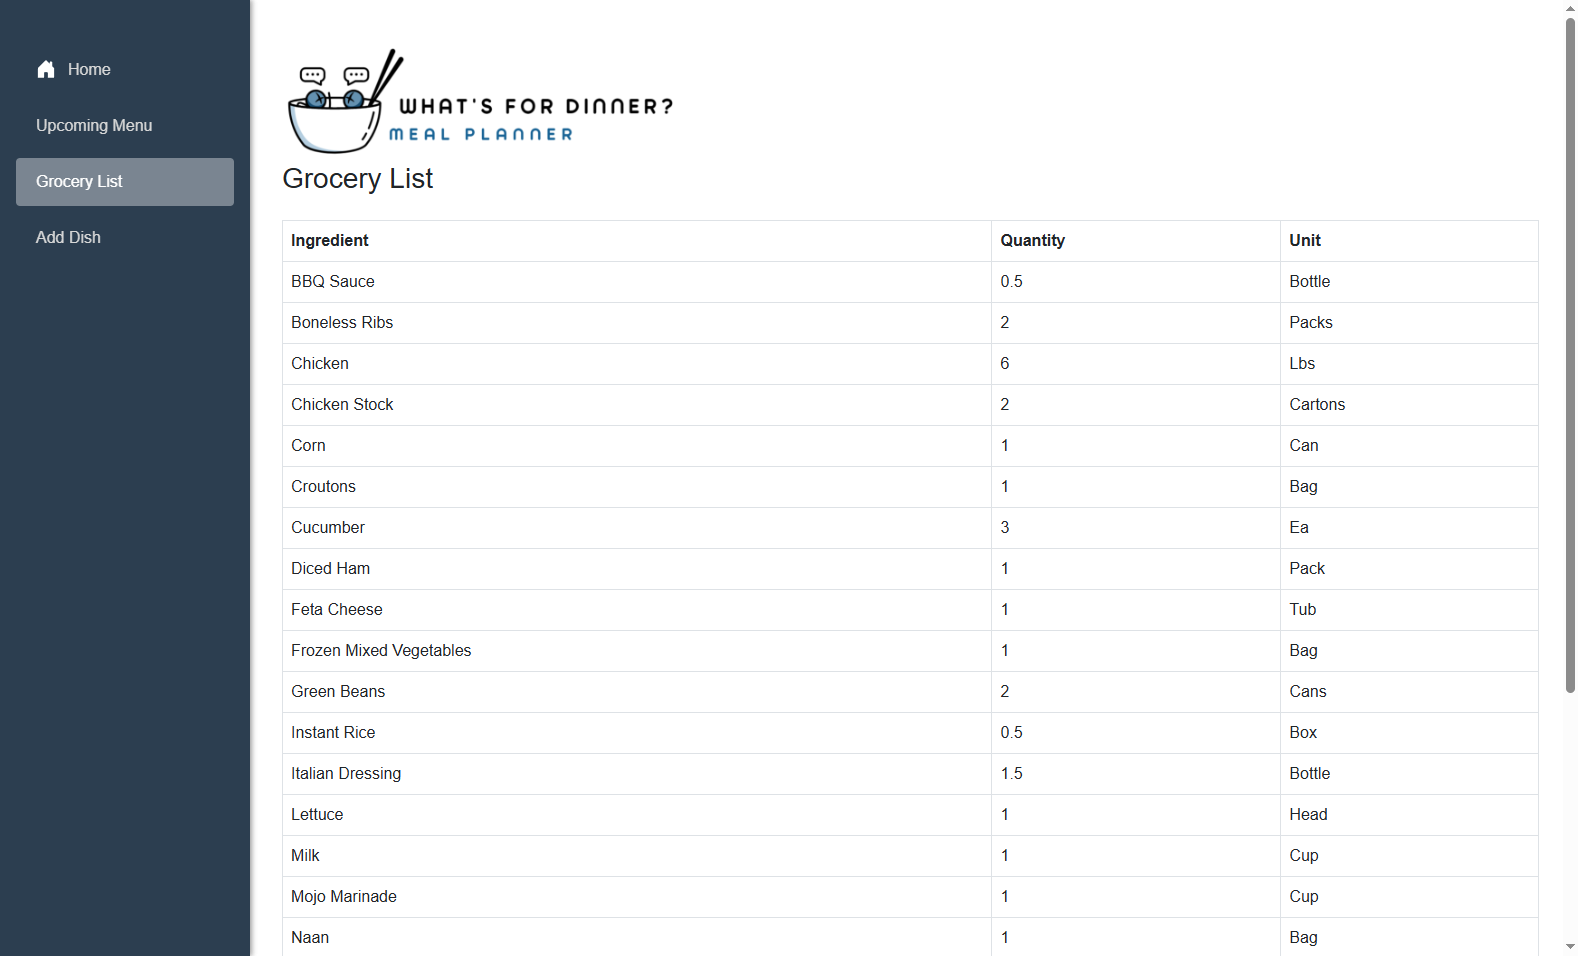 Home
Upcoming Menu
Grocery List
Add Dish
WHAT'S FOR DINNER?
MEAL PLANNER
Grocery List
Ingredient Quantity Unit
BBQ Sauce 0.5 Bottle
Boneless Ribs 2 Packs
Chicken 6 Lbs
Chicken Stock 2 Cartons
Corn 1 Can
Croutons 1 Bag
Cucumber 3 Ea
Diced Ham 1 Pack
Feta Cheese 1 Tub
Frozen Mixed Vegetables 1 Bag
Green Beans 2 Cans
Instant Rice 0.5 Box
Italian Dressing 1.5 Bottle
Lettuce 1 Head
Milk 1 Cup
Mojo Marinade 1 Cup
Naan 1 Bag